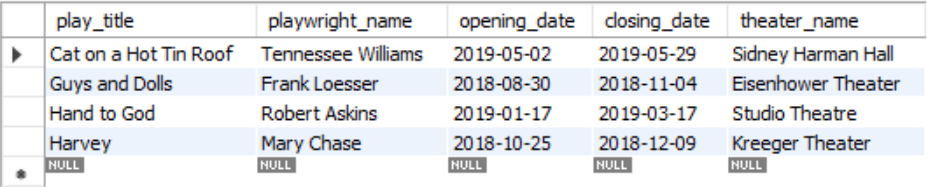 play_title playwright_name opening_date closing_date theater_name
Cat on a Hot Tin Roof Tennessee Williams 2019-05-02 2019-05-29 Sidney Harman Hall
Guys and Dolls Frank Loesser 2018-08-30 2018-11-04 Eisenhower Theater
Hand to God Robert Askins 2019-01-17 2019-03-17 Studio Theatre
Harvey Mary Chase 2018-10-25 2018-12-09 Kreeger Theater
NULL NULL NULL NULL NULL